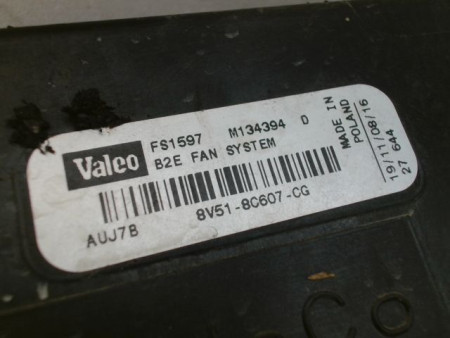 Valeo
FS1597 M134394 0
B2E FAN SYSTEM
AUJ7B
8V51-8C607-CG
MADE IN
POLAND
19/11/08/16
27 644